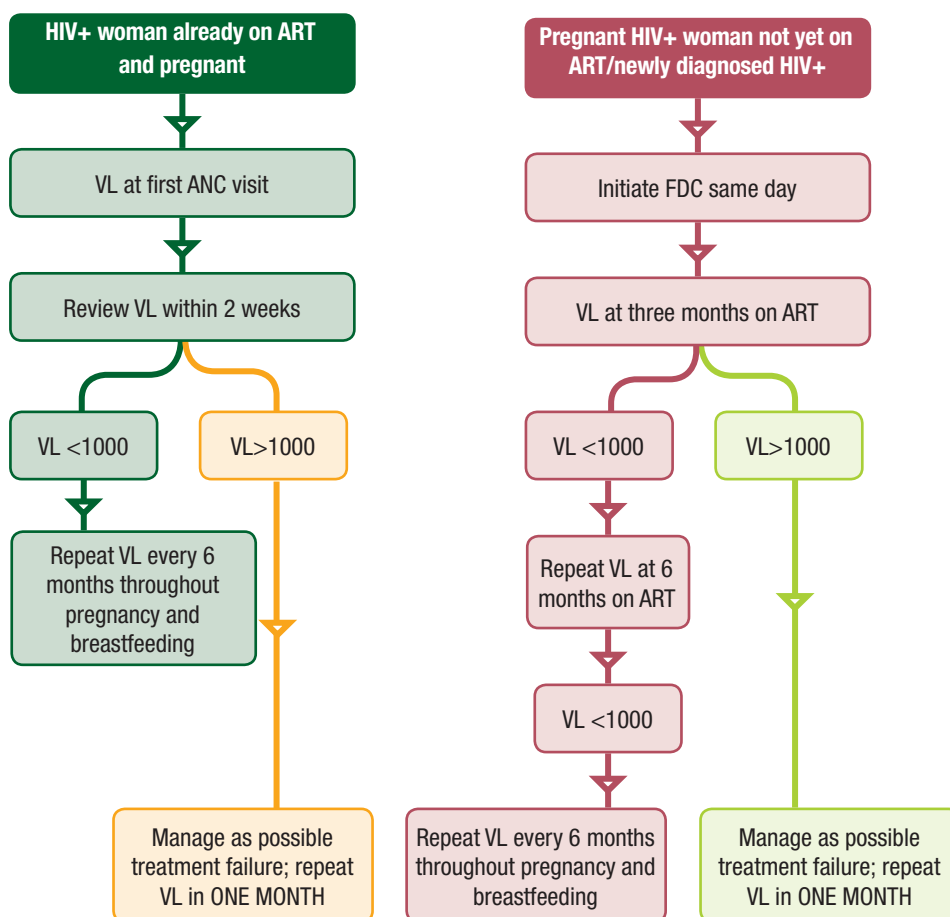 HIV+ woman already on ART
and pregnant
VL at first ANC visit
Review VL within 2 weeks
VL <1000
VL>1000
Repeat VL every 6
months throughout
pregnancy and
breastfeeding
Manage as possible
treatment failure; repeat
VL in ONE MONTH
Pregnant HIV+ woman not yet on
ART/newly diagnosed HIV+
Initiate FDC same day
VL at three months on ART
VL <1000
VL>1000
Repeat VL at 6
months on ART
VL <1000
Repeat VL every 6 months
throughout pregnancy and
breastfeeding
Manage as possible
treatment failure; repeat
VL in ONE MONTH